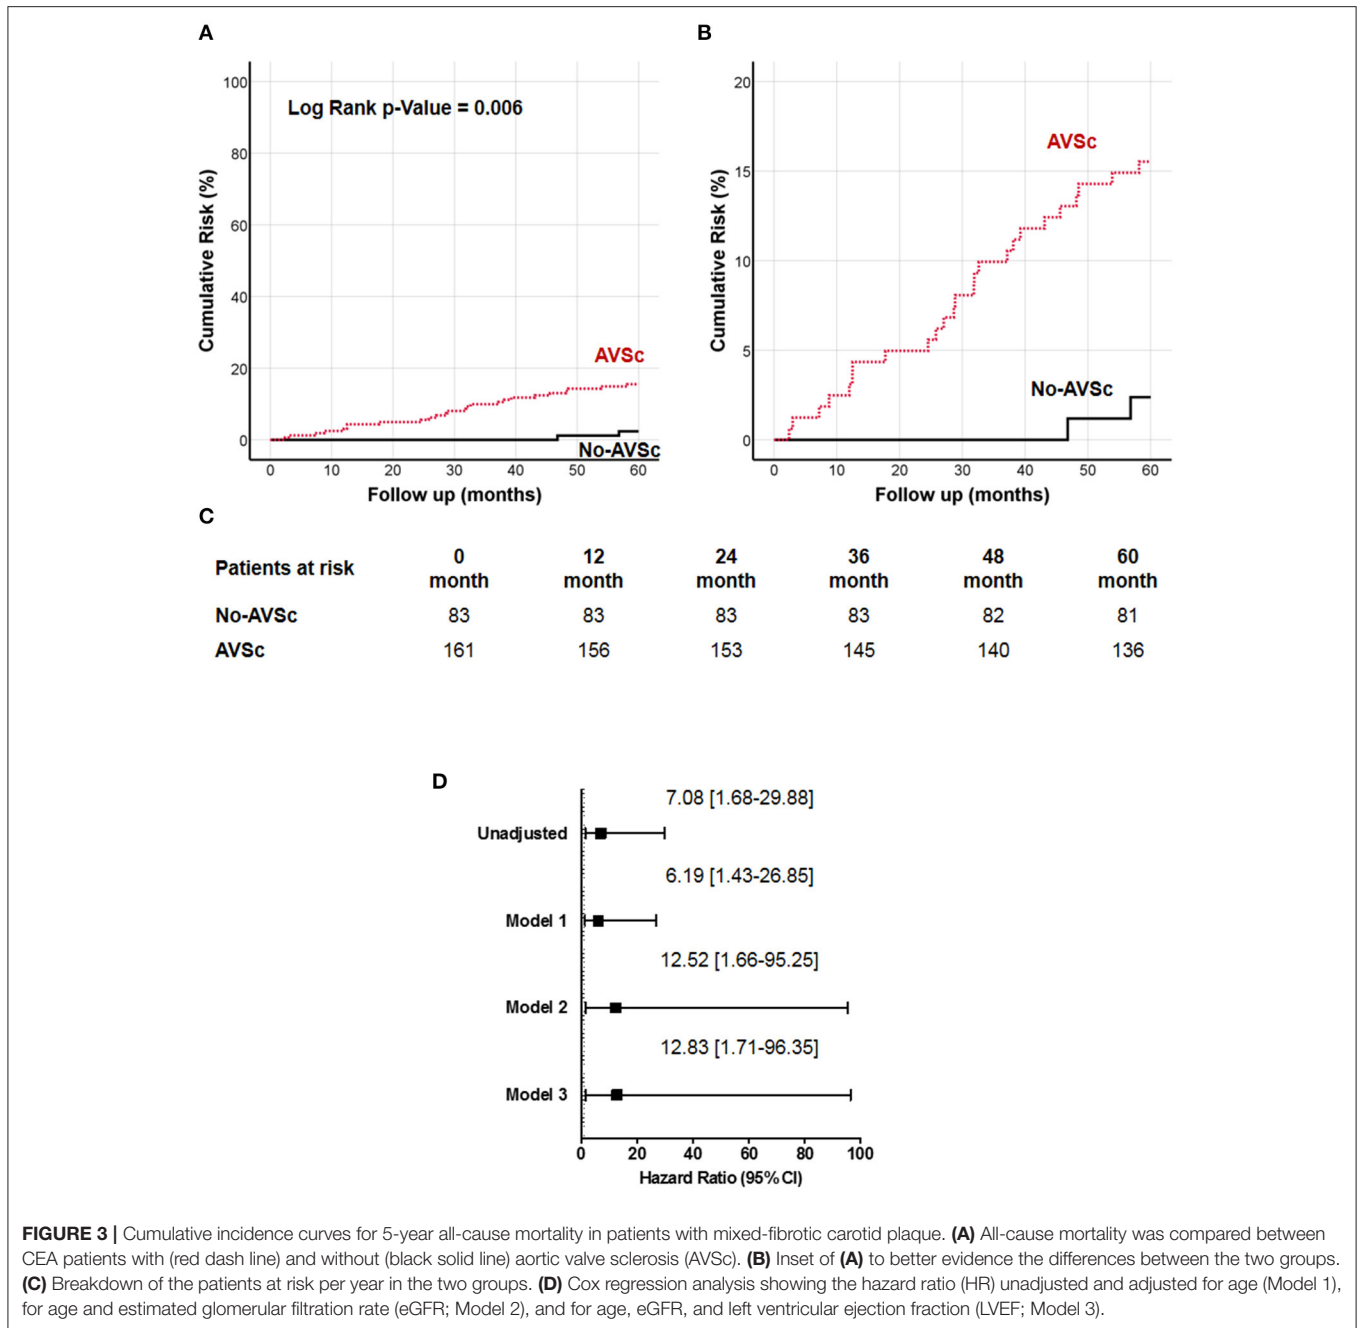 A
B
100
80
60
40
20
0
Cumulative Risk (%)
Log Rank p-Value = 0.006
AVSc
No-AVSc
0 10 20 30 40 50 60
Follow up (months)
20
15
10
5
0
Cumulative Risk (%)
AVSc
No-AVSc
0 10 20 30 40 50 60
Follow up (months)
C
Patients at risk
0 month
12 month
24 month
36 month
48 month
60 month
No-AVSc 83 83 83 83 82 81
AVSc 161 156 153 145 140 136
D
7.08 [1.68-29.88]
Unadjusted
6.19 [1.43-26.85]
Model 1
12.52 [1.66-95.25]
Model 2
12.83 [1.71-96.35]
Model 3
0 20 40 60 80 100
Hazard Ratio (95% CI)
FIGURE 3 | Cumulative incidence curves for 5-year all-cause mortality in patients with mixed-fibrotic carotid plaque. (A) All-cause mortality was compared between
CEA patients with (red dash line) and without (black solid line) aortic valve sclerosis (AVSc). (B) Inset of (A) to better evidence the differences between the two groups.
(C) Breakdown of the patients at risk per year in the two groups. (D) Cox regression analysis showing the hazard ratio (HR) unadjusted and adjusted for age (Model 1),
for age and estimated glomerular filtration rate (eGFR; Model 2), and for age, eGFR, and left ventricular ejection fraction (LVEF; Model 3).